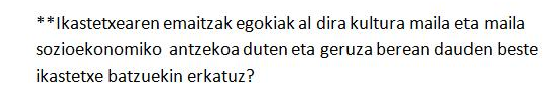 **Ikastetxearen emaitzak egokiak al dira kultura maila eta maila
sozioekonomiko antzekoa duten eta geruza berean dauden beste
ikastetxe batzuekin erkatuz?